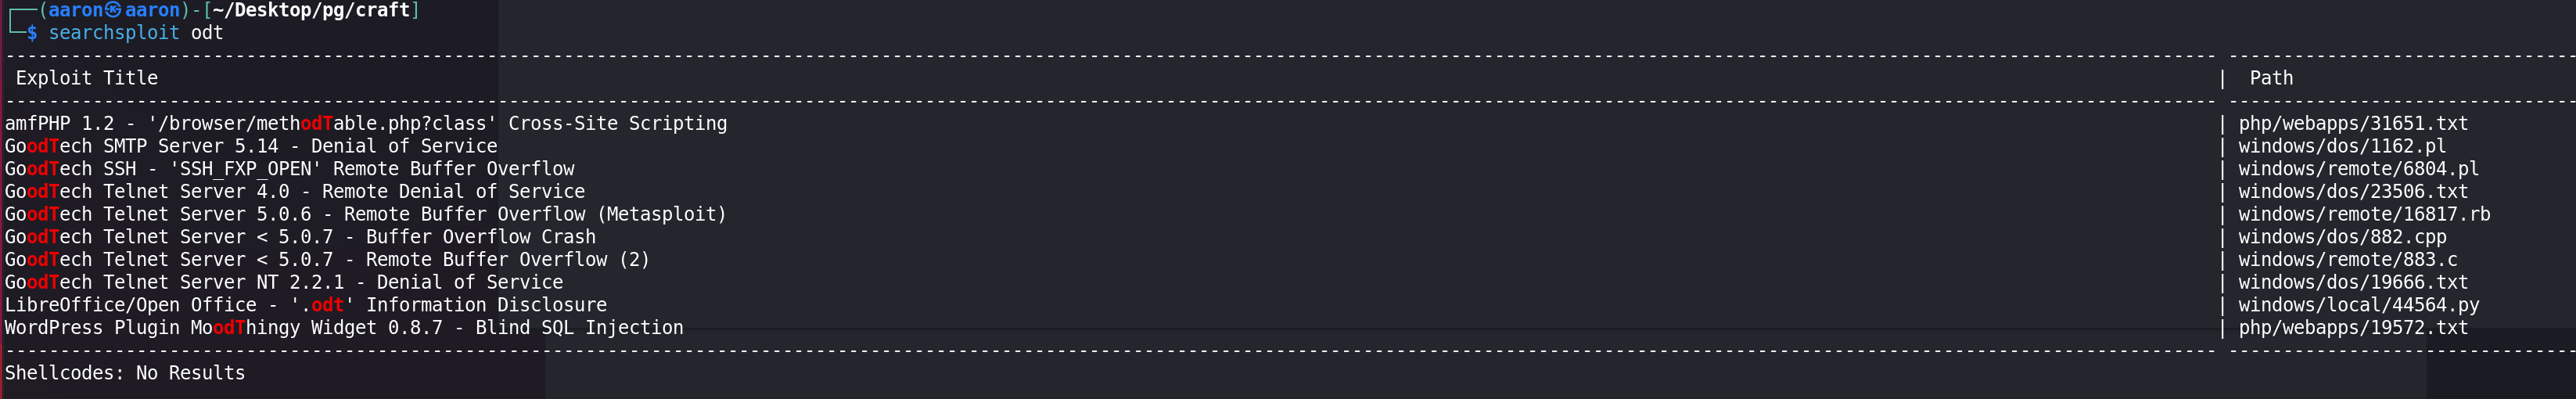 ┌──(aaron㉿aaron)-[~/Desktop/pg/craft]
└─$ searchsploit odt
Exploit Title | Path
amfPHP 1.2 - '/browser/methodTable.php?class' Cross-Site Scripting | php/webapps/31651.txt
GoodTech SMTP Server 5.14 - Denial of Service | windows/dos/1162.pl
GoodTech SSH - 'SSH_FXP_OPEN' Remote Buffer Overflow | windows/remote/6804.pl
GoodTech Telnet Server 4.0 - Remote Denial of Service | windows/dos/23506.txt
GoodTech Telnet Server 5.0.6 - Remote Buffer Overflow (Metasploit) | windows/remote/16817.rb
GoodTech Telnet Server < 5.0.7 - Buffer Overflow Crash | windows/dos/882.cpp
GoodTech Telnet Server < 5.0.7 - Remote Buffer Overflow (2) | windows/remote/883.c
GoodTech Telnet Server NT 2.2.1 - Denial of Service | windows/dos/19666.txt
LibreOffice/Open Office - '.odt' Information Disclosure | windows/local/44564.py
WordPress Plugin MoodThingy Widget 0.8.7 - Blind SQL Injection | php/webapps/19572.txt
Shellcodes: No Results